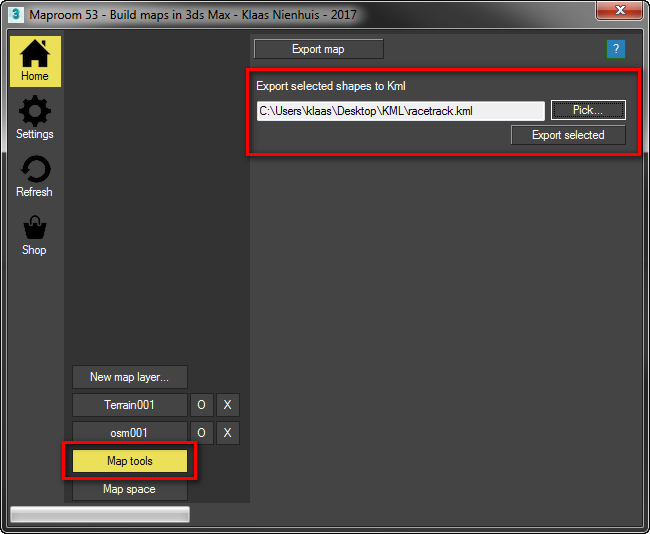 3 Maproom 53 - Build maps in 3ds Max - Klaas Nienhuis - 2017
Home
Settings
Refresh
Shop
Export map
?
Export selected shapes to Kml
C:\Users\klaas\Desktop\KML\racetrack.kml
Pick...
Export selected
New map layer...
Terrain001 O X
osm001 O X
Map tools
Map space